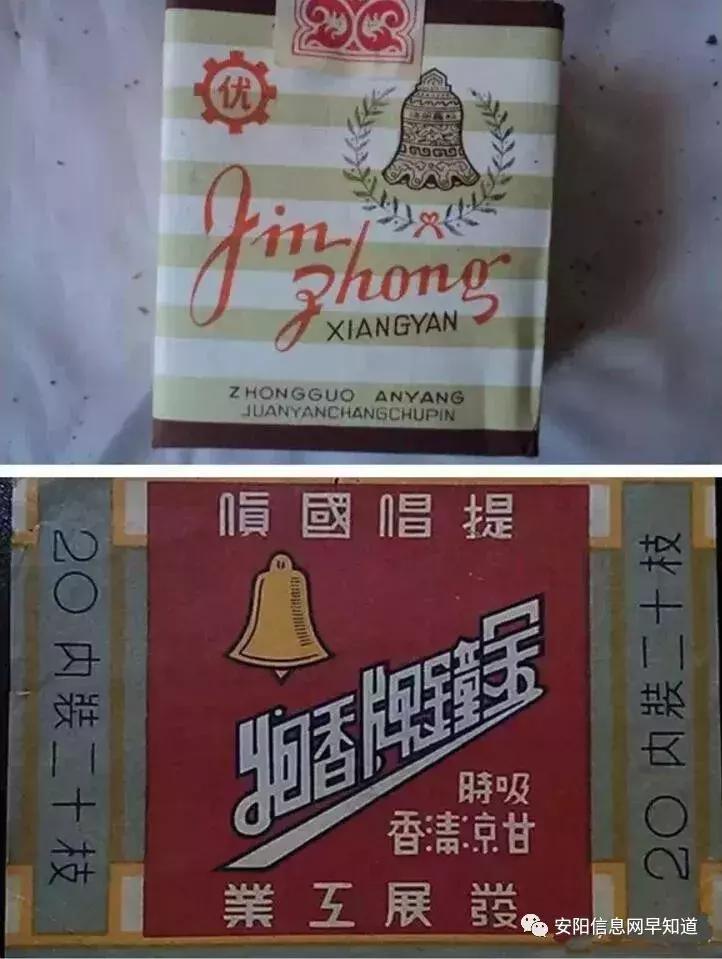 优
Jin
Zhong
XIANGYAN
ZHONGGUO ANYANG
JUANYANCHANGCHUPIN
提倡國貨
金鐘牌香烟
吸時
甘涼清香
發展工業
20 内裝二十枝
20 内裝二十枝
安阳信息网早知道